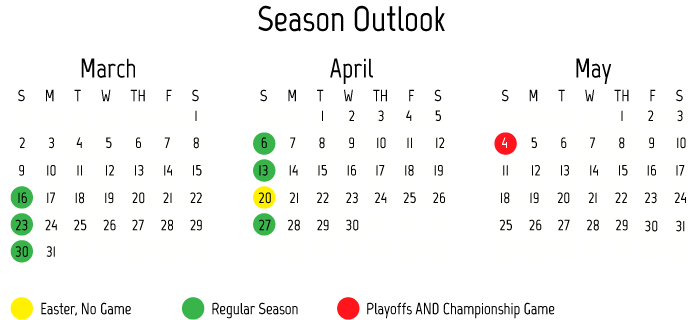 Season Outlook
March April May
S M T W TH F S S M T W TH F S S M T W TH F S
1 1 2 3 4 5 1 2 3
2 3 4 5 6 7 8 6 7 8 9 10 11 12 4 5 6 7 8 9 10
9 10 11 12 13 14 15 13 14 15 16 17 18 19 11 12 13 14 15 16 17
16 17 18 19 20 21 22 20 21 22 23 24 25 26 18 19 20 21 22 23 24
23 24 25 26 27 28 29 27 28 29 30 25 26 27 28 29 30 31
30 31
Easter, No Game Regular Season Playoffs AND Championship Game